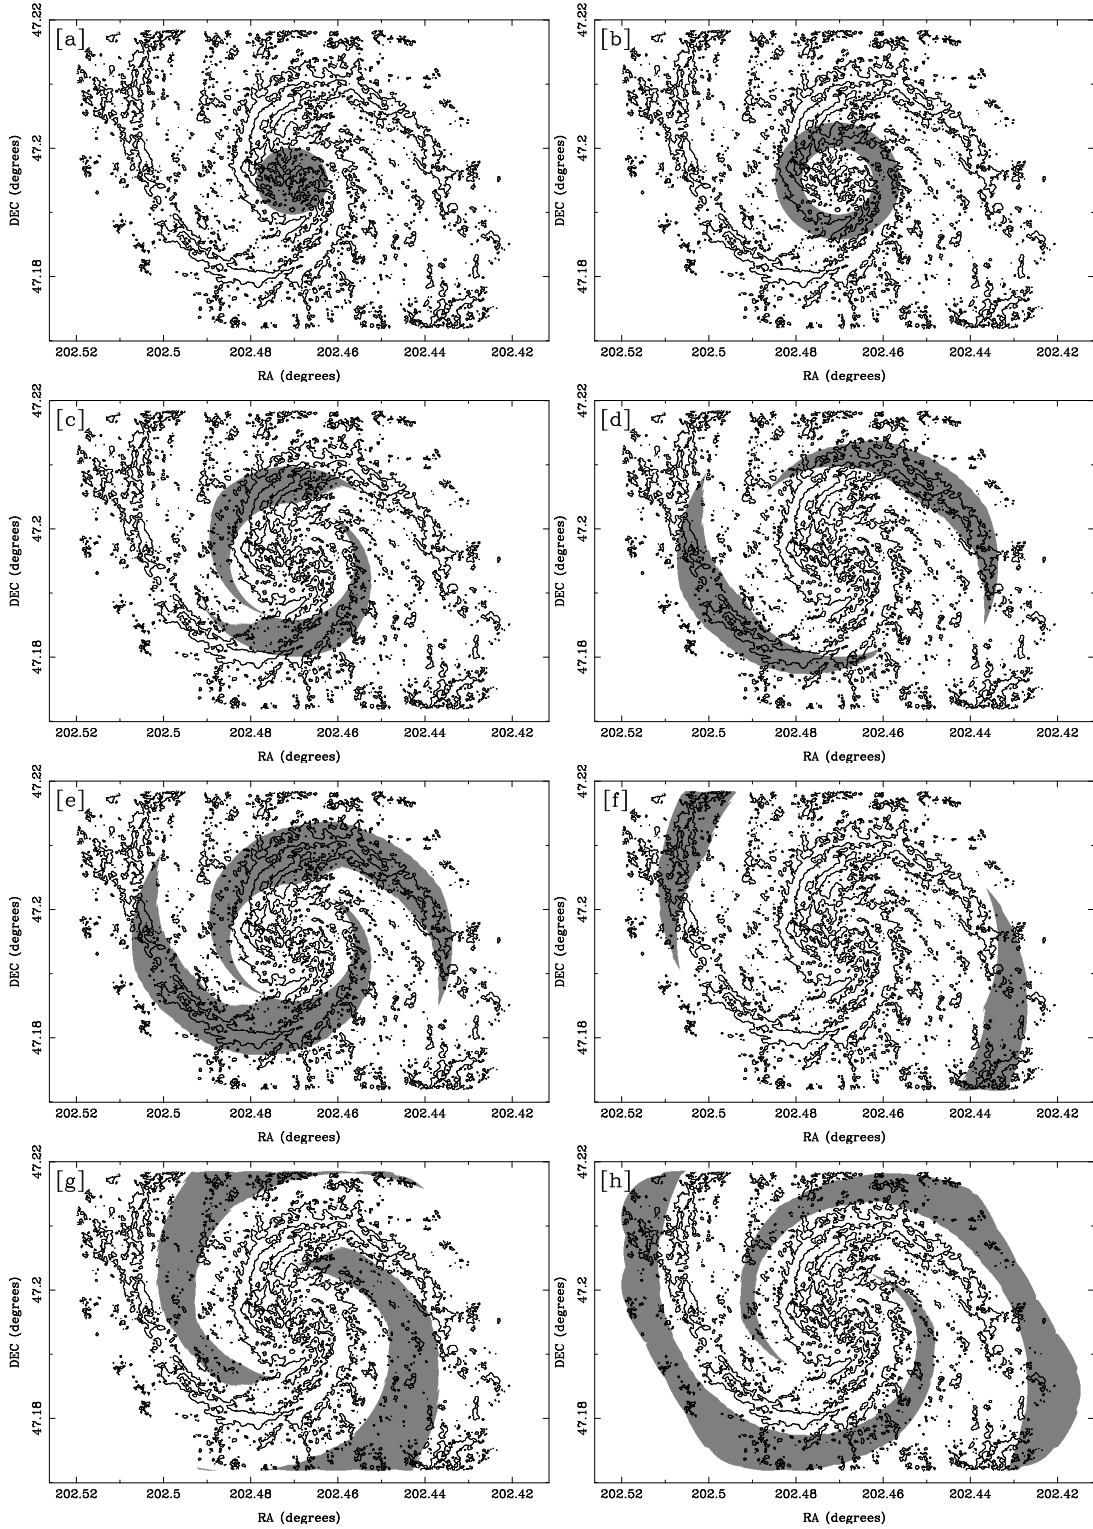 47.22 [a] 47.22 [b]
DEC (degrees) 47.2 DEC (degrees) 47.2
47.18 47.18
202.52 202.5 202.48 202.46 202.44 202.42 202.52 202.5 202.48 202.46 202.44 202.42
RA (degrees) RA (degrees)
47.22 [c] 47.22 [d]
DEC (degrees) 47.2 DEC (degrees) 47.2
47.18 47.18
202.52 202.5 202.48 202.46 202.44 202.42 202.52 202.5 202.48 202.46 202.44 202.42
RA (degrees) RA (degrees)
47.22 [e] 47.22 [f]
DEC (degrees) 47.2 DEC (degrees) 47.2
47.18 47.18
202.52 202.5 202.48 202.46 202.44 202.42 202.52 202.5 202.48 202.46 202.44 202.42
RA (degrees) RA (degrees)
47.22 [g] 47.22 [h]
DEC (degrees) 47.2 DEC (degrees) 47.2
47.18 47.18
202.52 202.5 202.48 202.46 202.44 202.42 202.52 202.5 202.48 202.46 202.44 202.42
RA (degrees) RA (degrees)